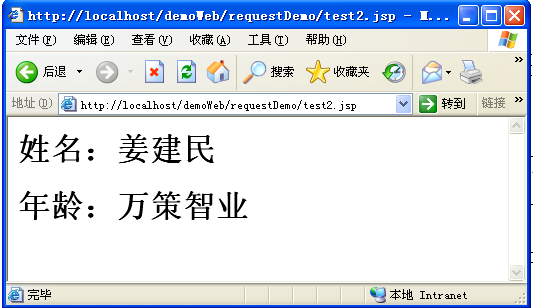 http://localhost/demoWeb/requestDemo/test2.jsp - M...
文件(F) 编辑(E) 查看(V) 收藏(A) 工具(T) 帮助(H)
后退 搜索 收藏夹 »
地址(D) http://localhost/demoWeb/requestDemo/test2.jsp 转到 链接 »
姓名：姜建民
年龄：万策智业
完毕 本地 Intranet